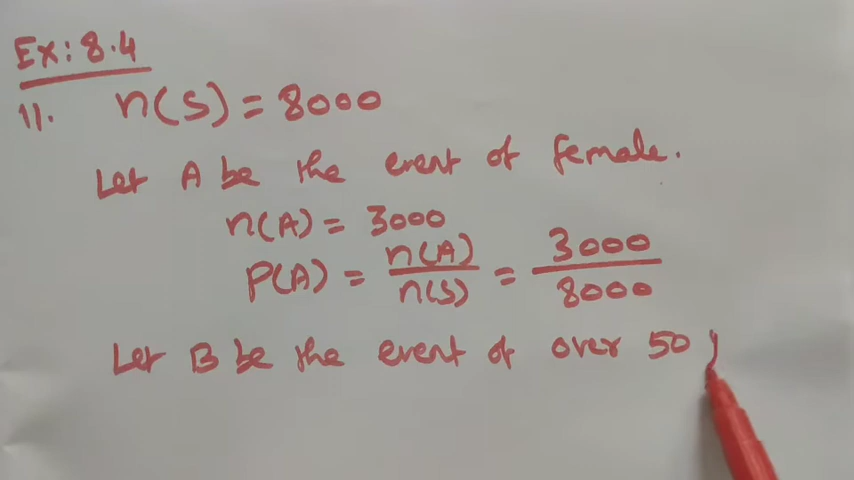 Ex: 8.4
11. n(S) = 8000
Let A be the event of female.
n(A) = 3000
P(A) = n(A)/n(S) = 3000/8000
Let B be the event of over 50